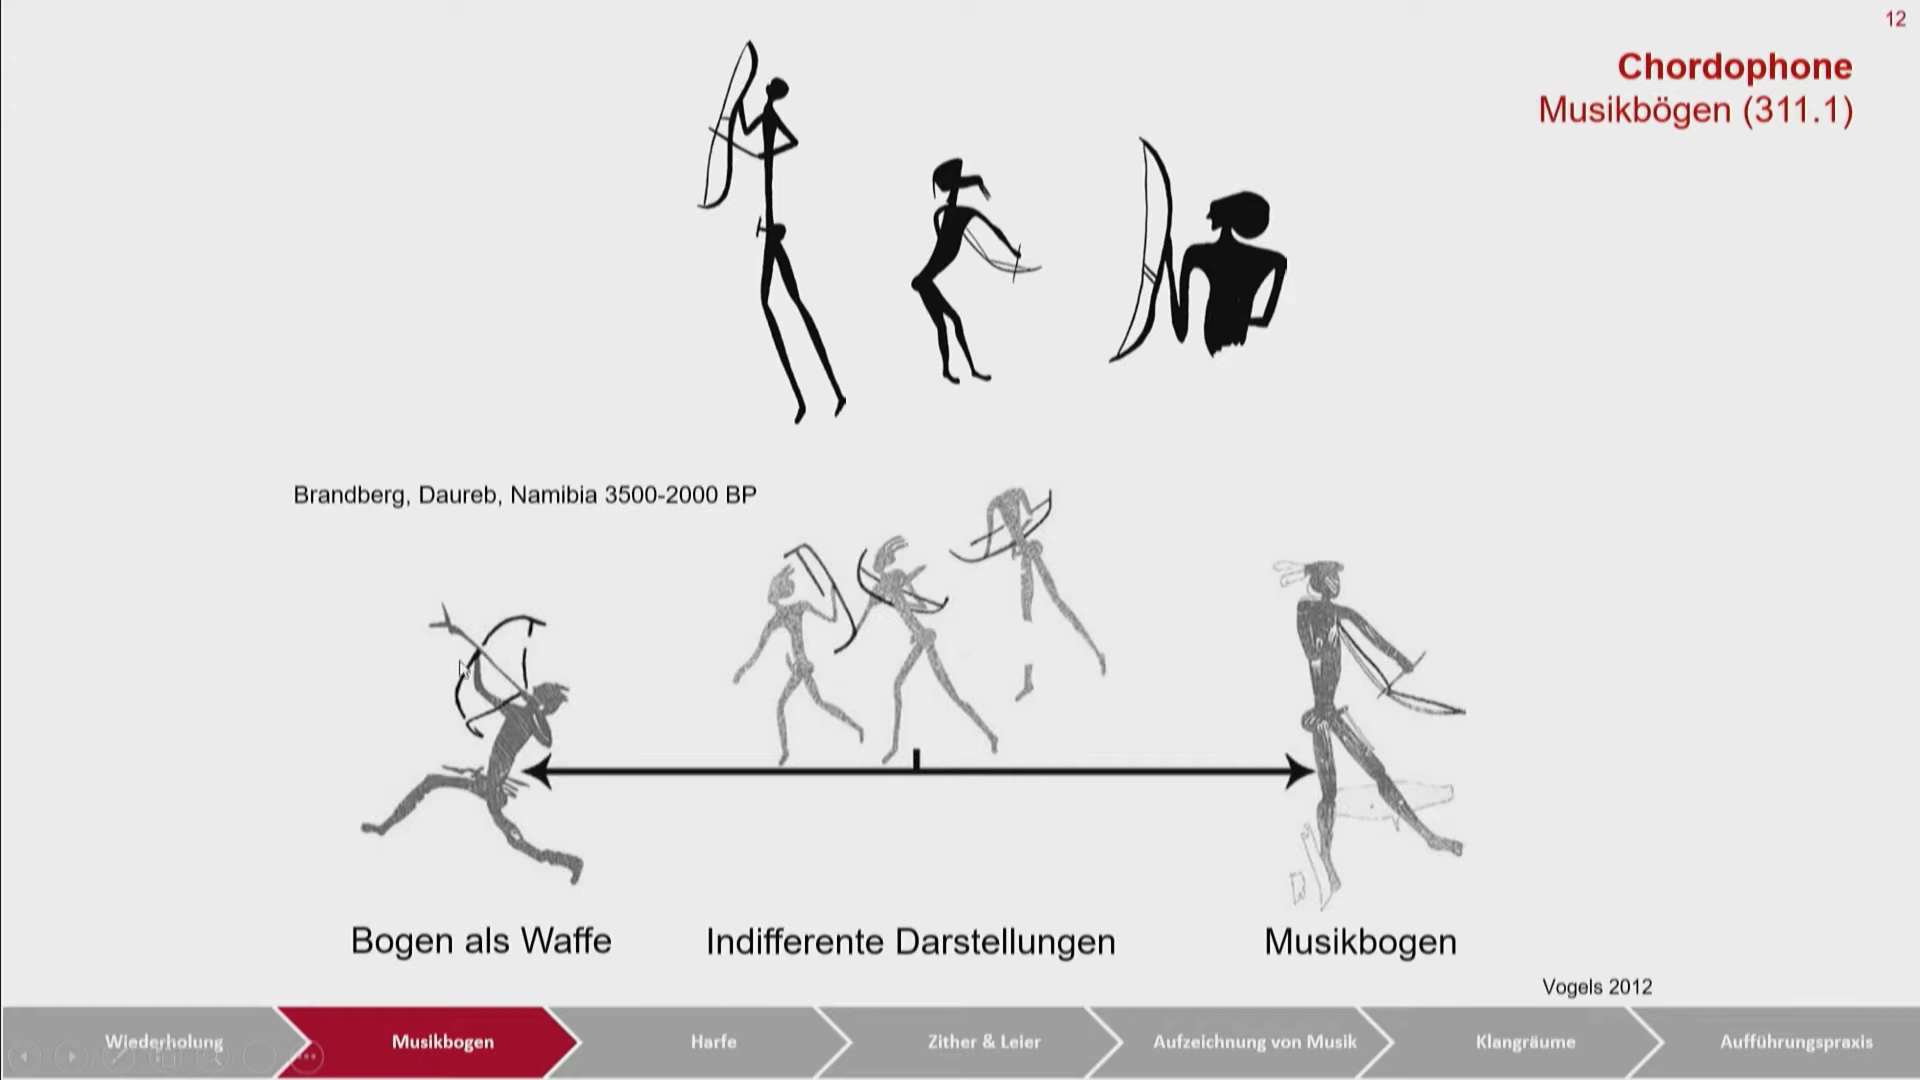 12
Chordophone
Musikbögen (311.1)
Brandberg, Daureb, Namibia 3500-2000 BP
Bogen als Waffe
Indifferente Darstellungen
Musikbogen
Vogels 2012
Wiederholung
Musikbogen
Harfe
Zither & Leier
Aufzeichnung von Musik
Klangräume
Aufführungspraxis